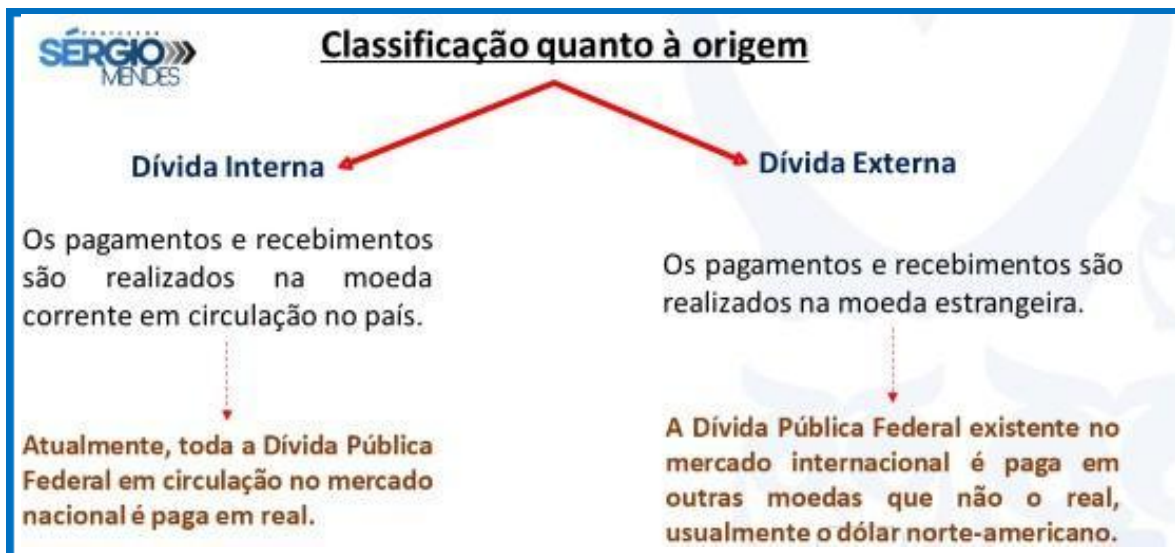 PROFESSOR
SÉRGIO
MENDES
Classificação quanto à origem
Dívida Interna
Os pagamentos e recebimentos
são realizados na moeda
corrente em circulação no país.
Atualmente, toda a Dívida Pública
Federal em circulação no mercado
nacional é paga em real.
Dívida Externa
Os pagamentos e recebimentos são
realizados na moeda estrangeira.
A Dívida Pública Federal existente no
mercado internacional é paga em
outras moedas que não o real,
usualmente o dólar norte-americano.